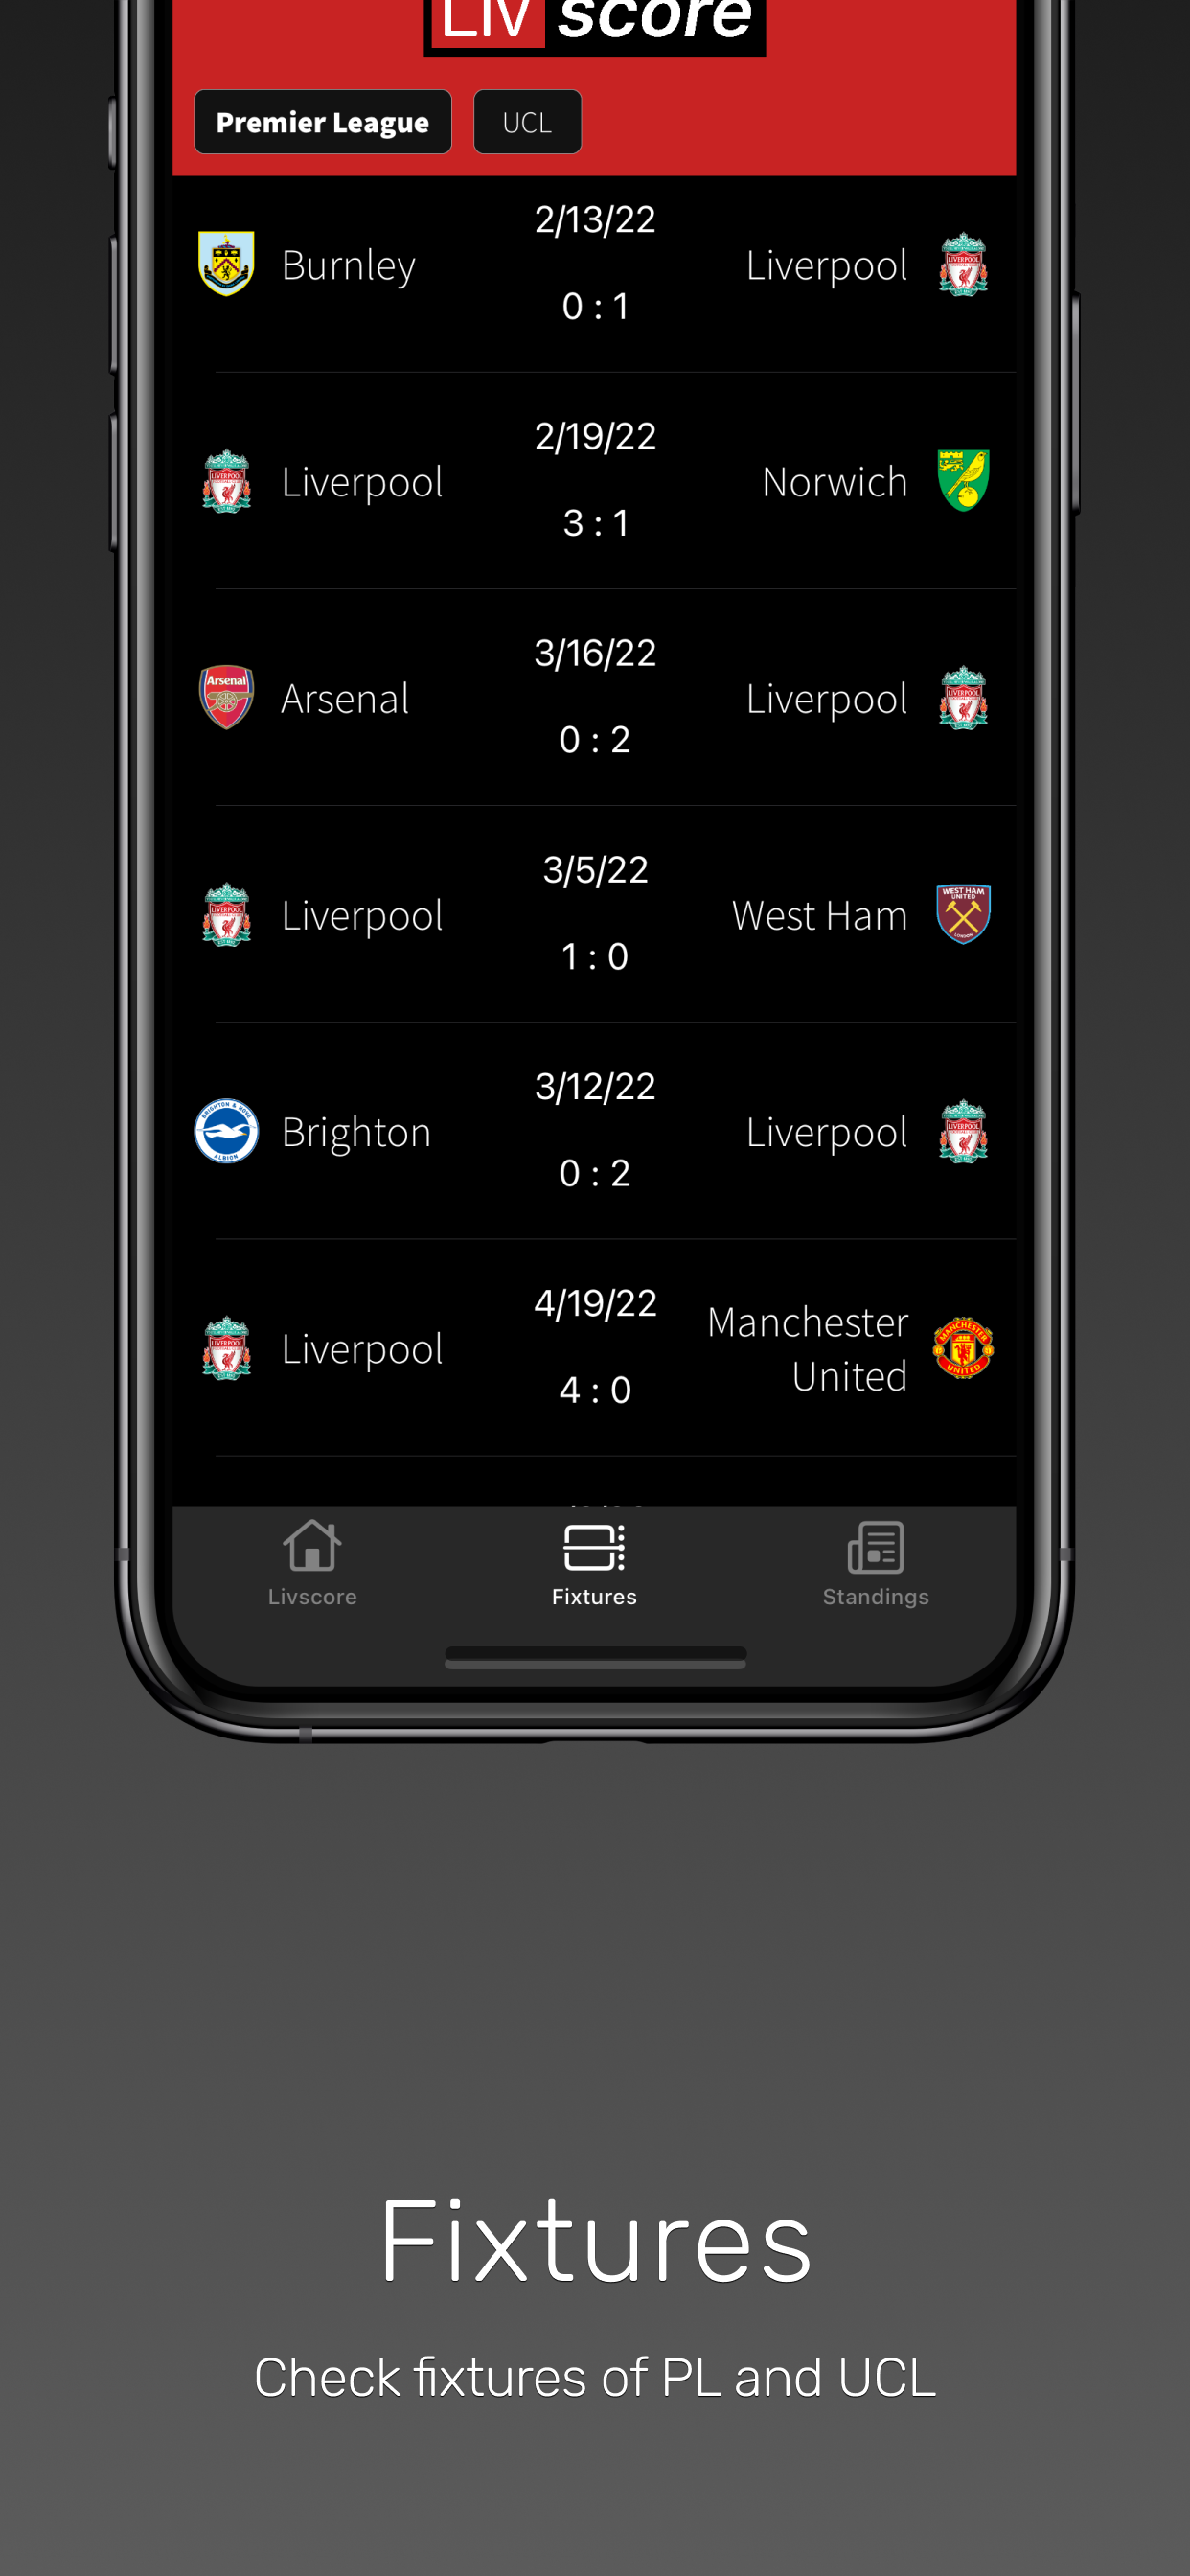 Liv score
Premier League
UCL
2/13/22
Burnley
Liverpool
0 : 1
2/19/22
Liverpool
Norwich
3 : 1
3/16/22
Arsenal
Liverpool
0 : 2
3/5/22
Liverpool
West Ham
1 : 0
3/12/22
Brighton
Liverpool
0 : 2
4/19/22
Liverpool
Manchester
United
4 : 0
Livscore
Fixtures
Standings
Fixtures
Check fixtures of PL and UCL